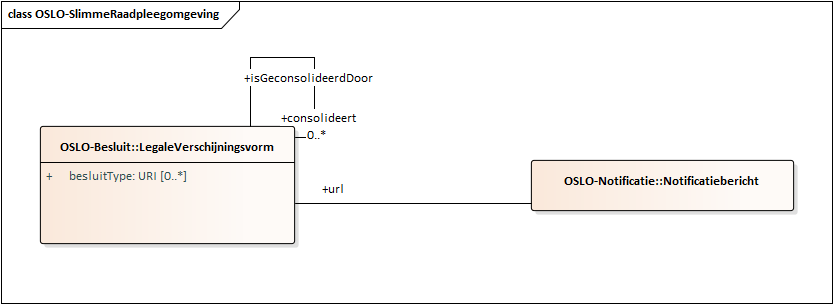 class OSLO-SlimmeRaadpleegomgeving
+isGeconsolideerdDoor
+consolideert
0..*
OSLO-Besluit::LegaleVerschijningsvorm
+ besluitType: URI [0..*]
OSLO-Notificatie::Notificatiebericht
+url